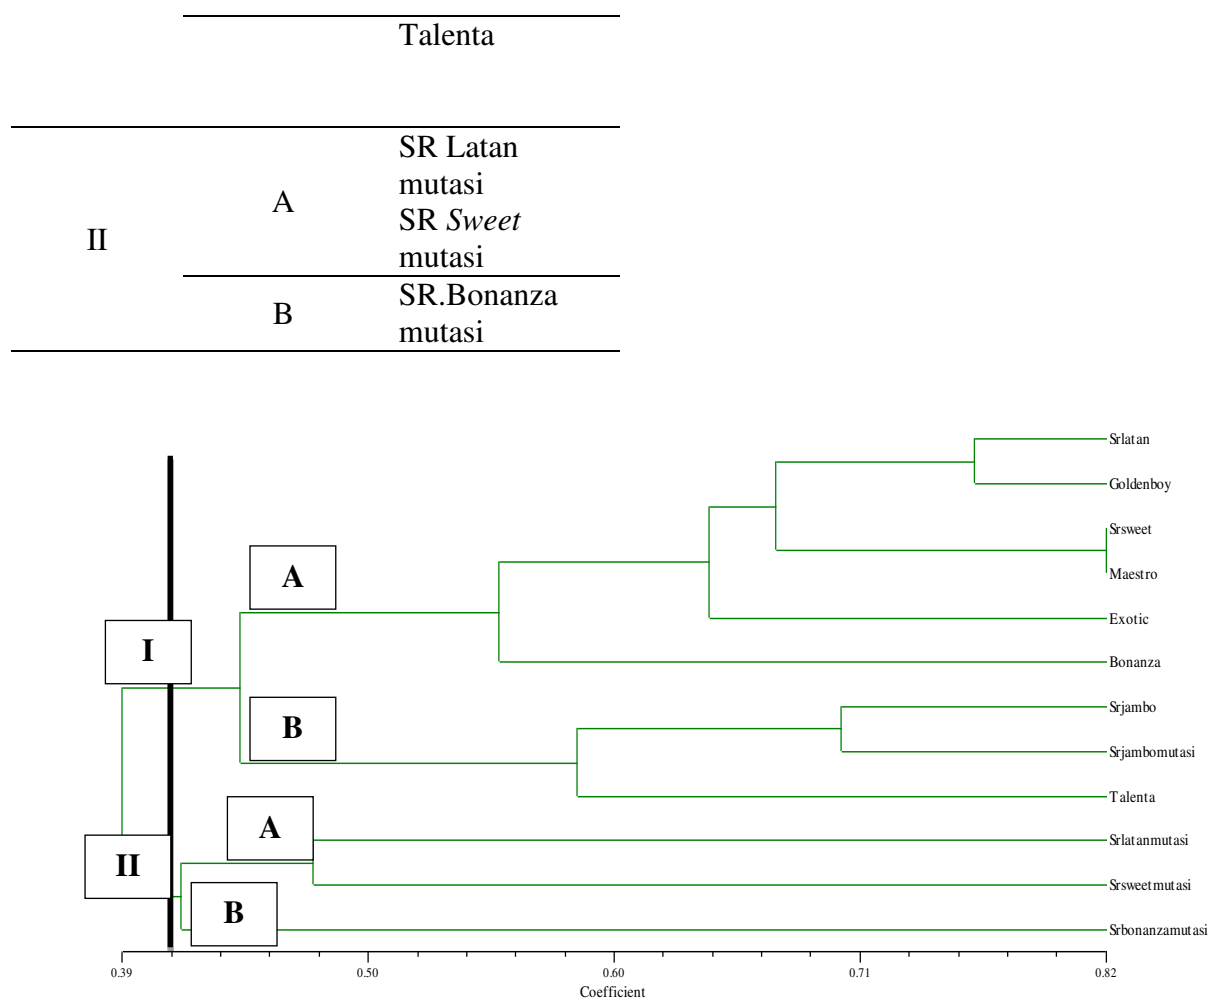 Talenta
SR Latan
mutasi
A
SR Sweet
mutasi
II
SR.Bonanza
B
mutasi
Srlatan
Goldenboy
Srsweet
Maestro
A
Exotic
I
Bonanza
Srjambo
B
Srjambomutasi
Talenta
A
Srlatanmutasi
II
Srsweetmutasi
B
Srbonanzamutasi
0.39 0.50 0.60 0.71 0.82
Coefficient